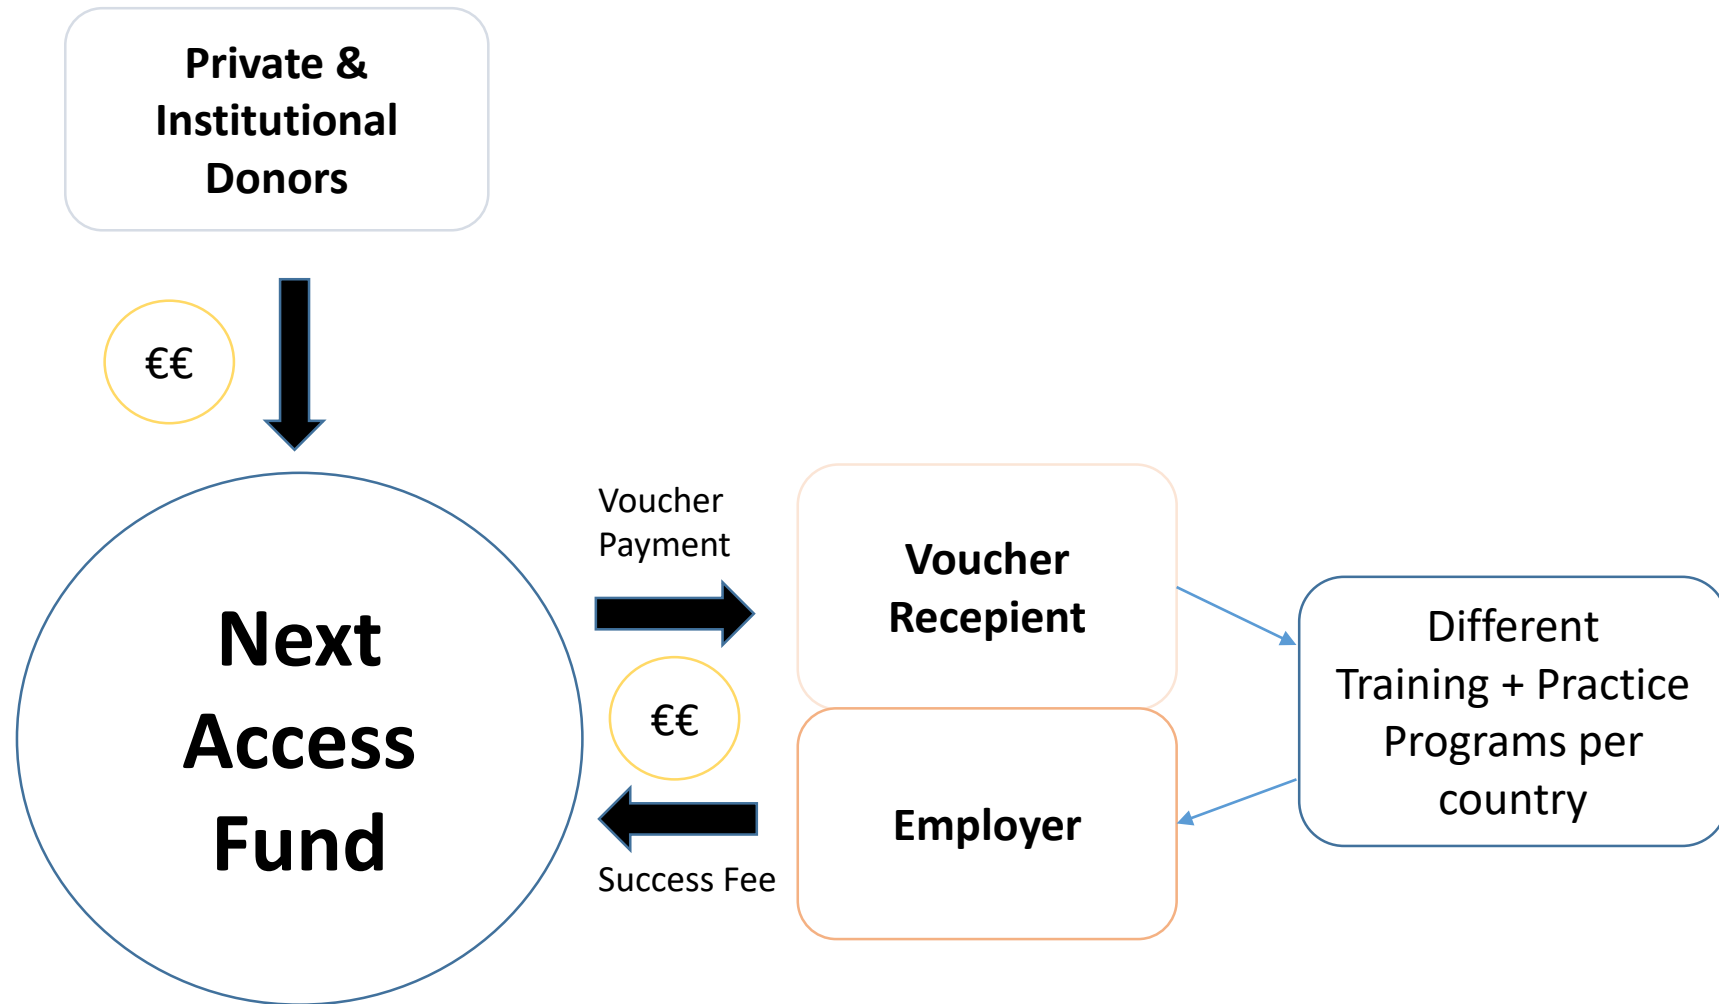 Private &
Institutional
Donors
€€
Voucher
Payment
Voucher
Recepient
Next
Access
Fund
€€
Different
Training + Practice
Programs per
country
Employer
Success Fee